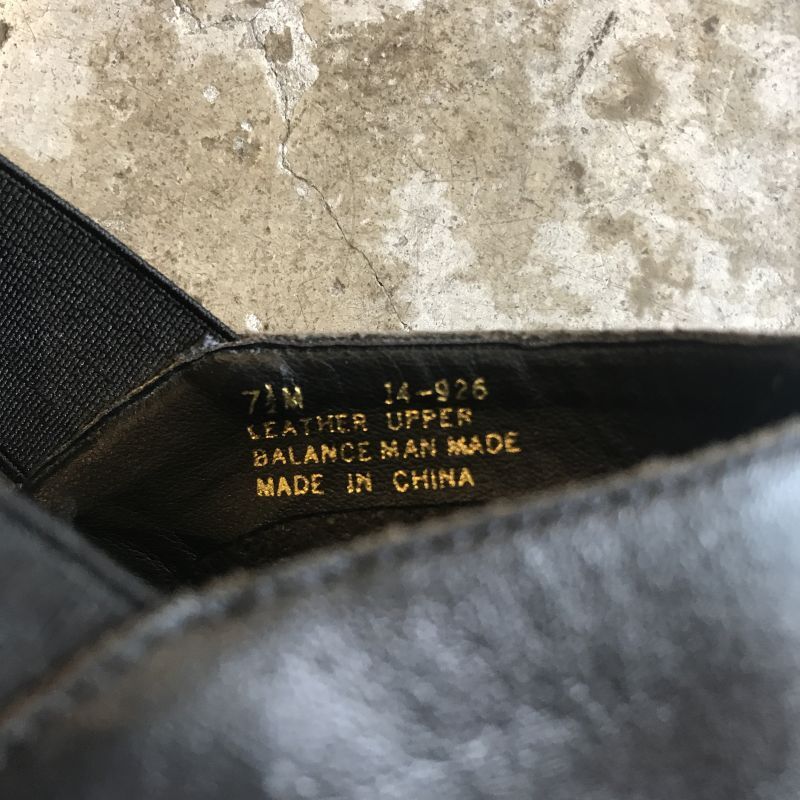 7½M 14-926
LEATHER UPPER
BALANCE MAN MADE
MADE IN CHINA